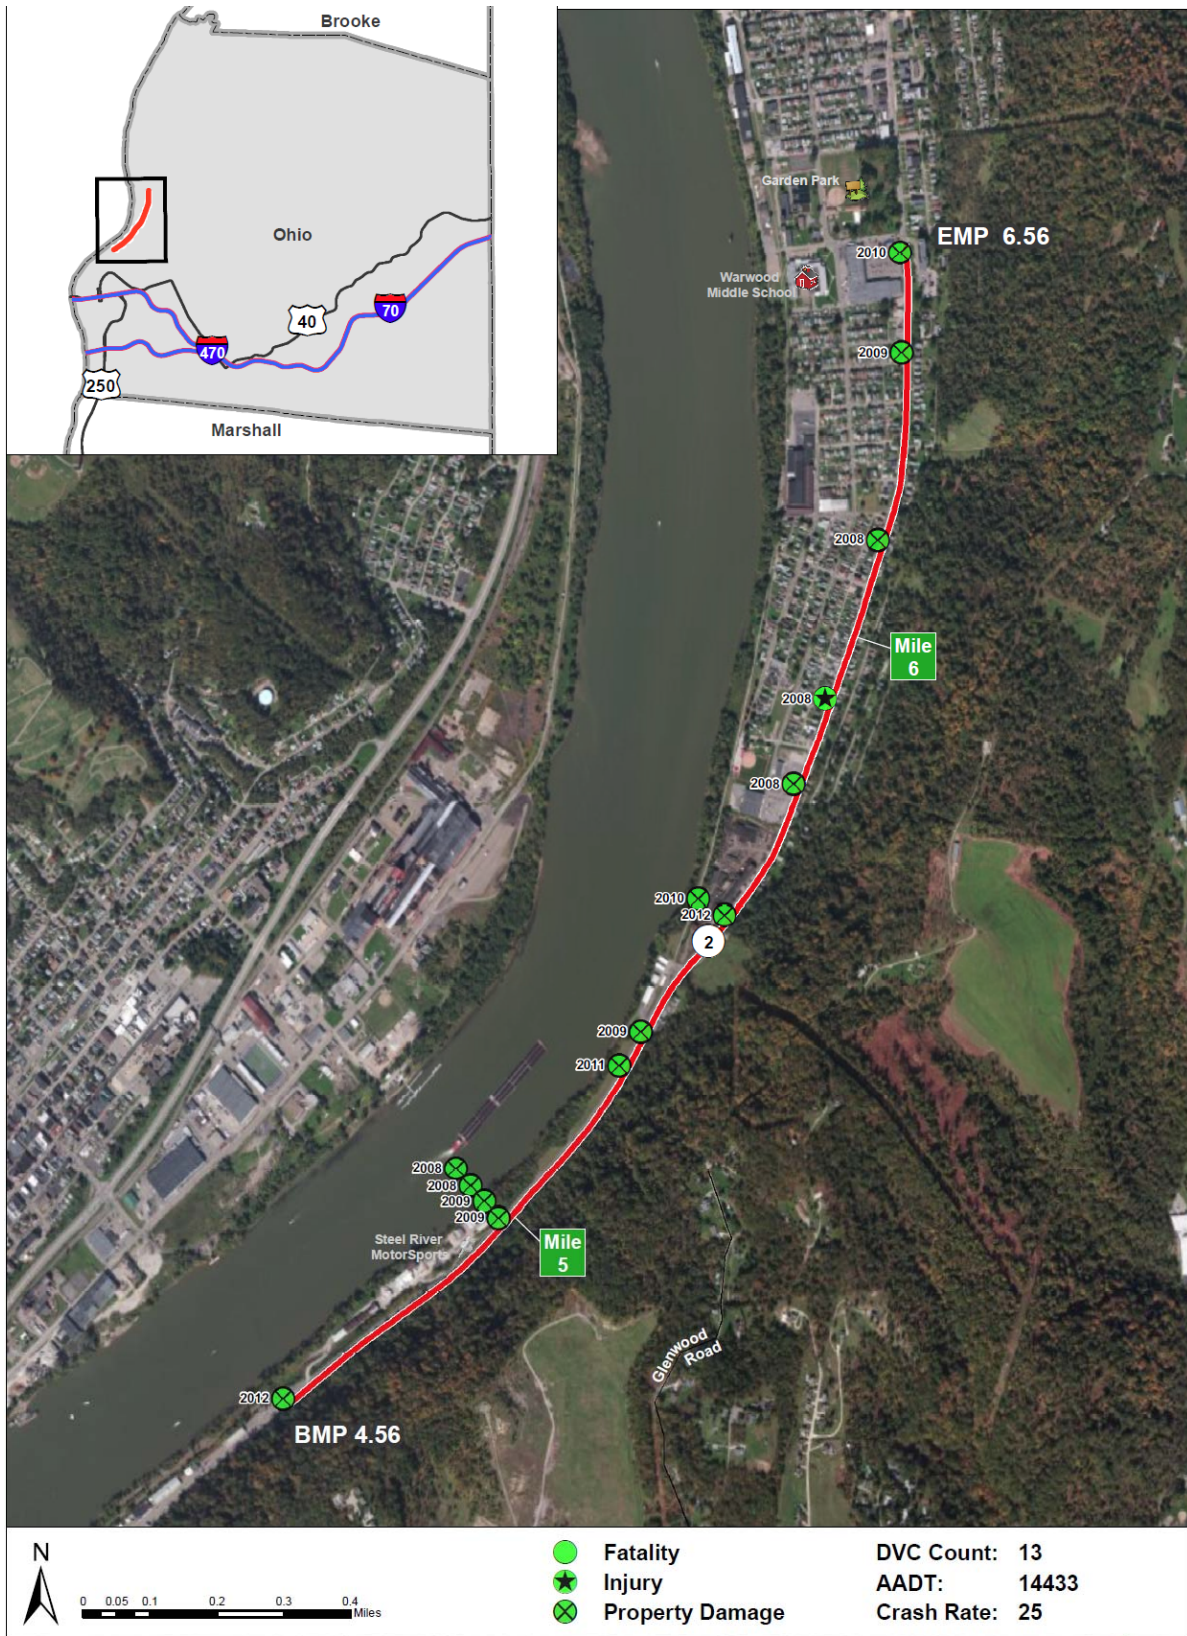 Brooke
Ohio
40
70
470
250
Marshall
Garden Park
EMP 6.56
2010
Warwood
Middle School
2009
2008
Mile
6
2008
2008
2010
2012
2
2009
2011
2008
2008
2009
2009
Steel River
MotorSports
Mile
5
Glenwood
Road
2012
BMP 4.56
N
0 0.05 0.1 0.2 0.3 0.4
Miles
Fatality
Injury
Property Damage
DVC Count: 13
AADT: 14433
Crash Rate: 25